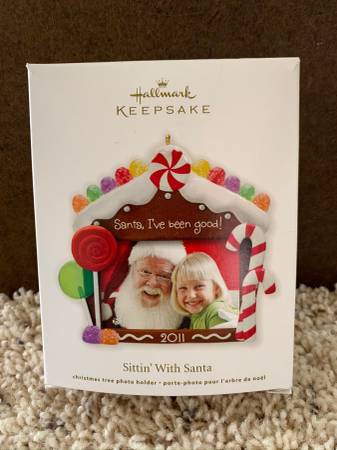 Hallmark
KEEPSAKE
Santa, I've been good!
2011
Sittin' With Santa
christmas tree photo holder • porte-photo pour l'arbre de noël